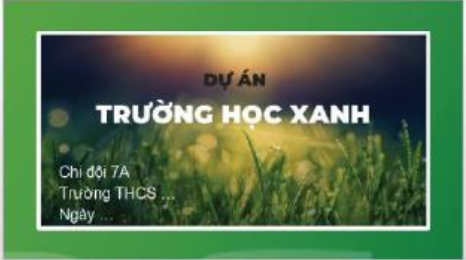 DỰ ÁN
TRƯỜNG HỌC XANH
Chi đội 7A
Trường THCS ...
Ngày ...